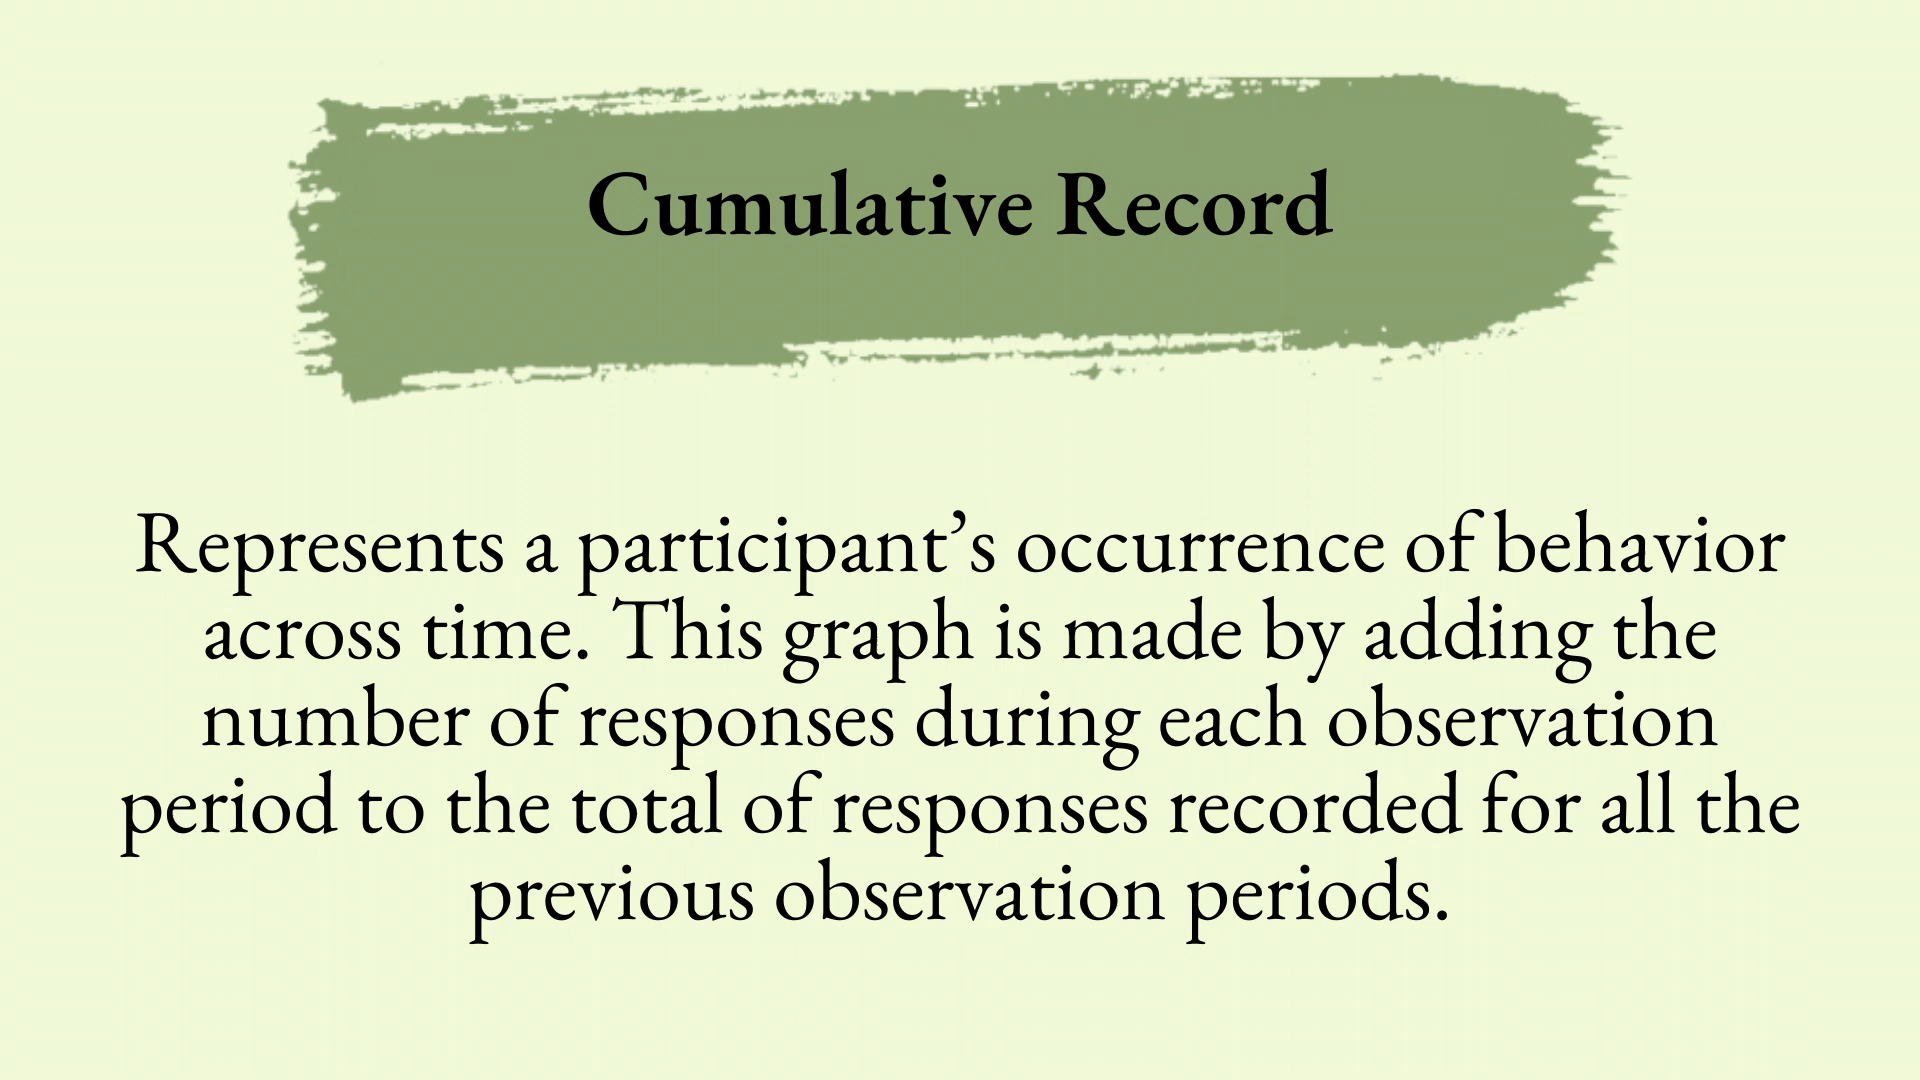 Cumulative Record
Represents a participant’s occurrence of behavior
across time. This graph is made by adding the
number of responses during each observation
period to the total of responses recorded for all the
previous observation periods.